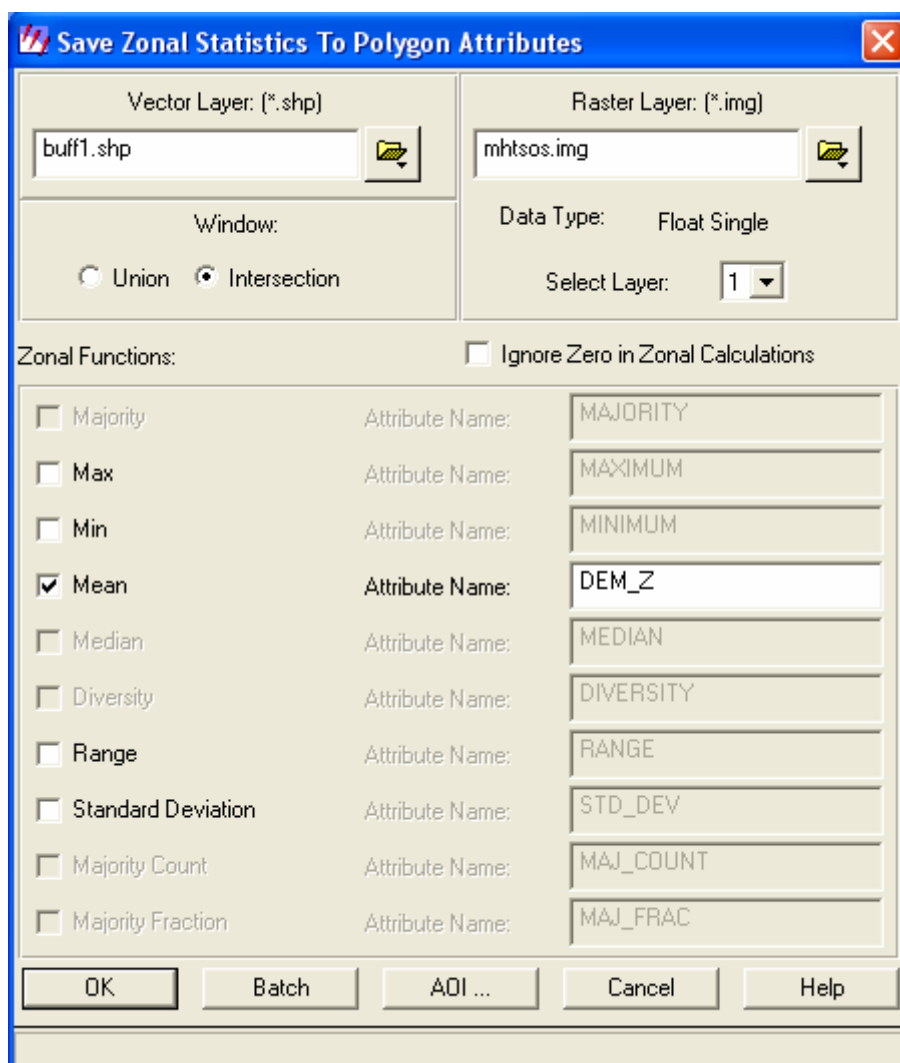 Save Zonal Statistics To Polygon Attributes
Vector Layer: (*.shp)
buff1.shp
Raster Layer: (*.img)
mhtsos.img
Window:
Union Intersection
Data Type: Float Single
Select Layer: 1
Zonal Functions:
Ignore Zero in Zonal Calculations
Majority Attribute Name: MAJORITY
Max Attribute Name: MAXIMUM
Min Attribute Name: MINIMUM
Mean Attribute Name: DEM_Z
Median Attribute Name: MEDIAN
Diversity Attribute Name: DIVERSITY
Range Attribute Name: RANGE
Standard Deviation Attribute Name: STD_DEV
Majority Count Attribute Name: MAJ_COUNT
Majority Fraction Attribute Name: MAJ_FRAC
OK Batch AOI ... Cancel Help